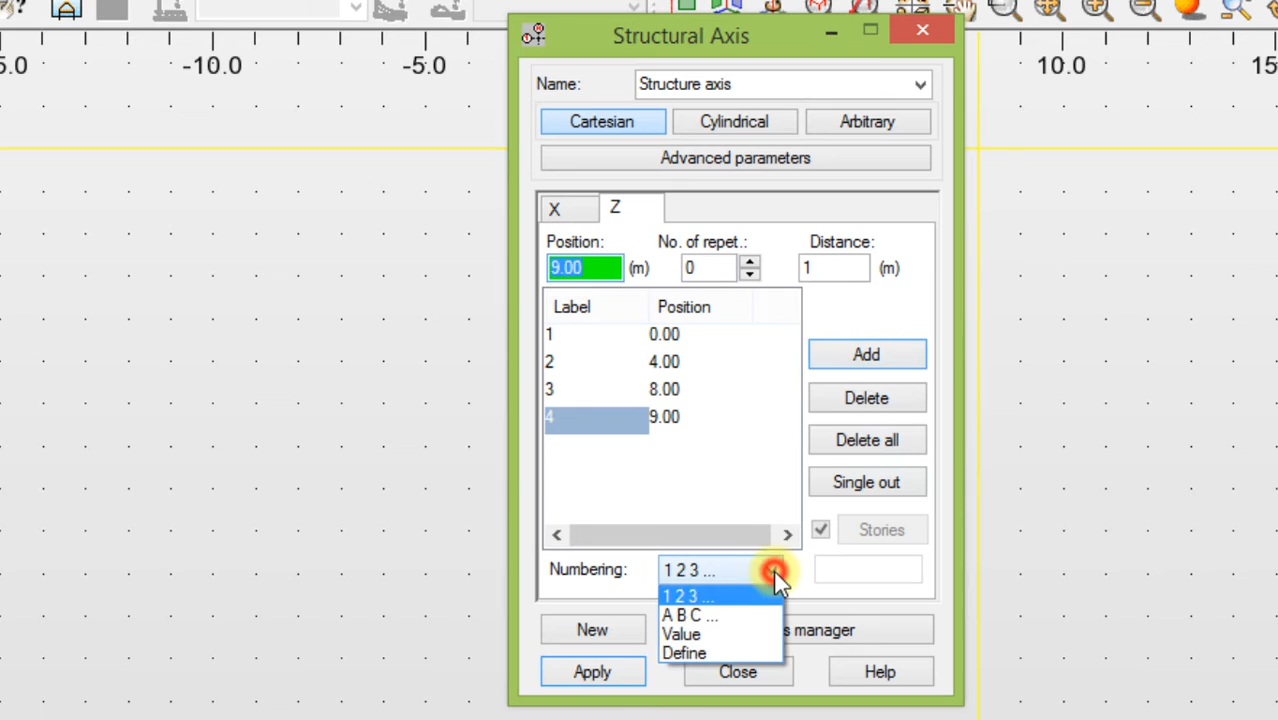 ?
5.0 -10.0 -5.0 10.0 15
Structural Axis
Name: Structure axis
Cartesian Cylindrical Arbitrary
Advanced parameters
X Z
Position: No. of repet.: Distance:
9.00 (m) 0 1 (m)
Label Position
1 0.00
2 4.00
3 8.00
4 9.00
Add
Delete
Delete all
Single out
Stories
Numbering: 1 2 3 ...
1 2 3 ...
A B C ...
Value
Define
New s manager
Apply Close Help